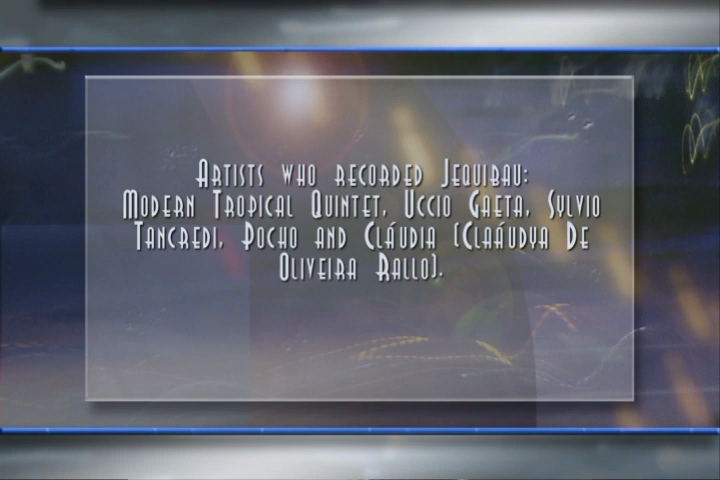 Artists who recorded Jequibau:
Modern Tropical Quintet, Uccio Gaeta, Sylvio
Tancredi, Pocho and Cláudia (Claáudya De
Oliveira Rallo).